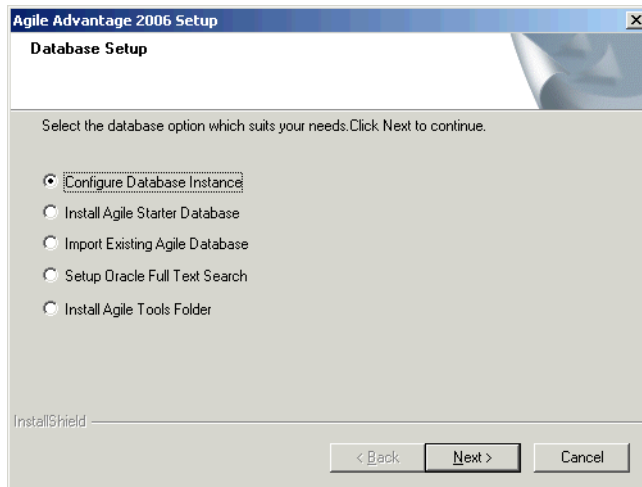 Agile Advantage 2006 Setup
Database Setup
Select the database option which suits your needs.Click Next to continue.
Configure Database Instance
Install Agile Starter Database
Import Existing Agile Database
Setup Oracle Full Text Search
Install Agile Tools Folder
InstallShield
< Back Next > Cancel